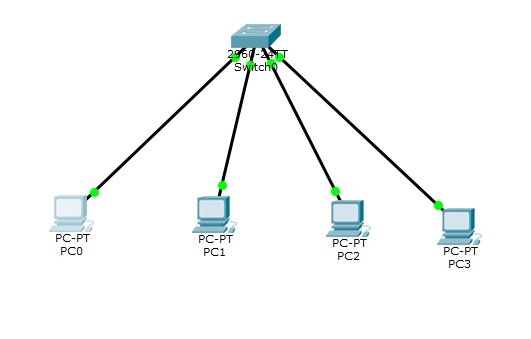 2960-24TT
Switch0
PC-PT
PC0
PC-PT
PC1
PC-PT
PC2
PC-PT
PC3